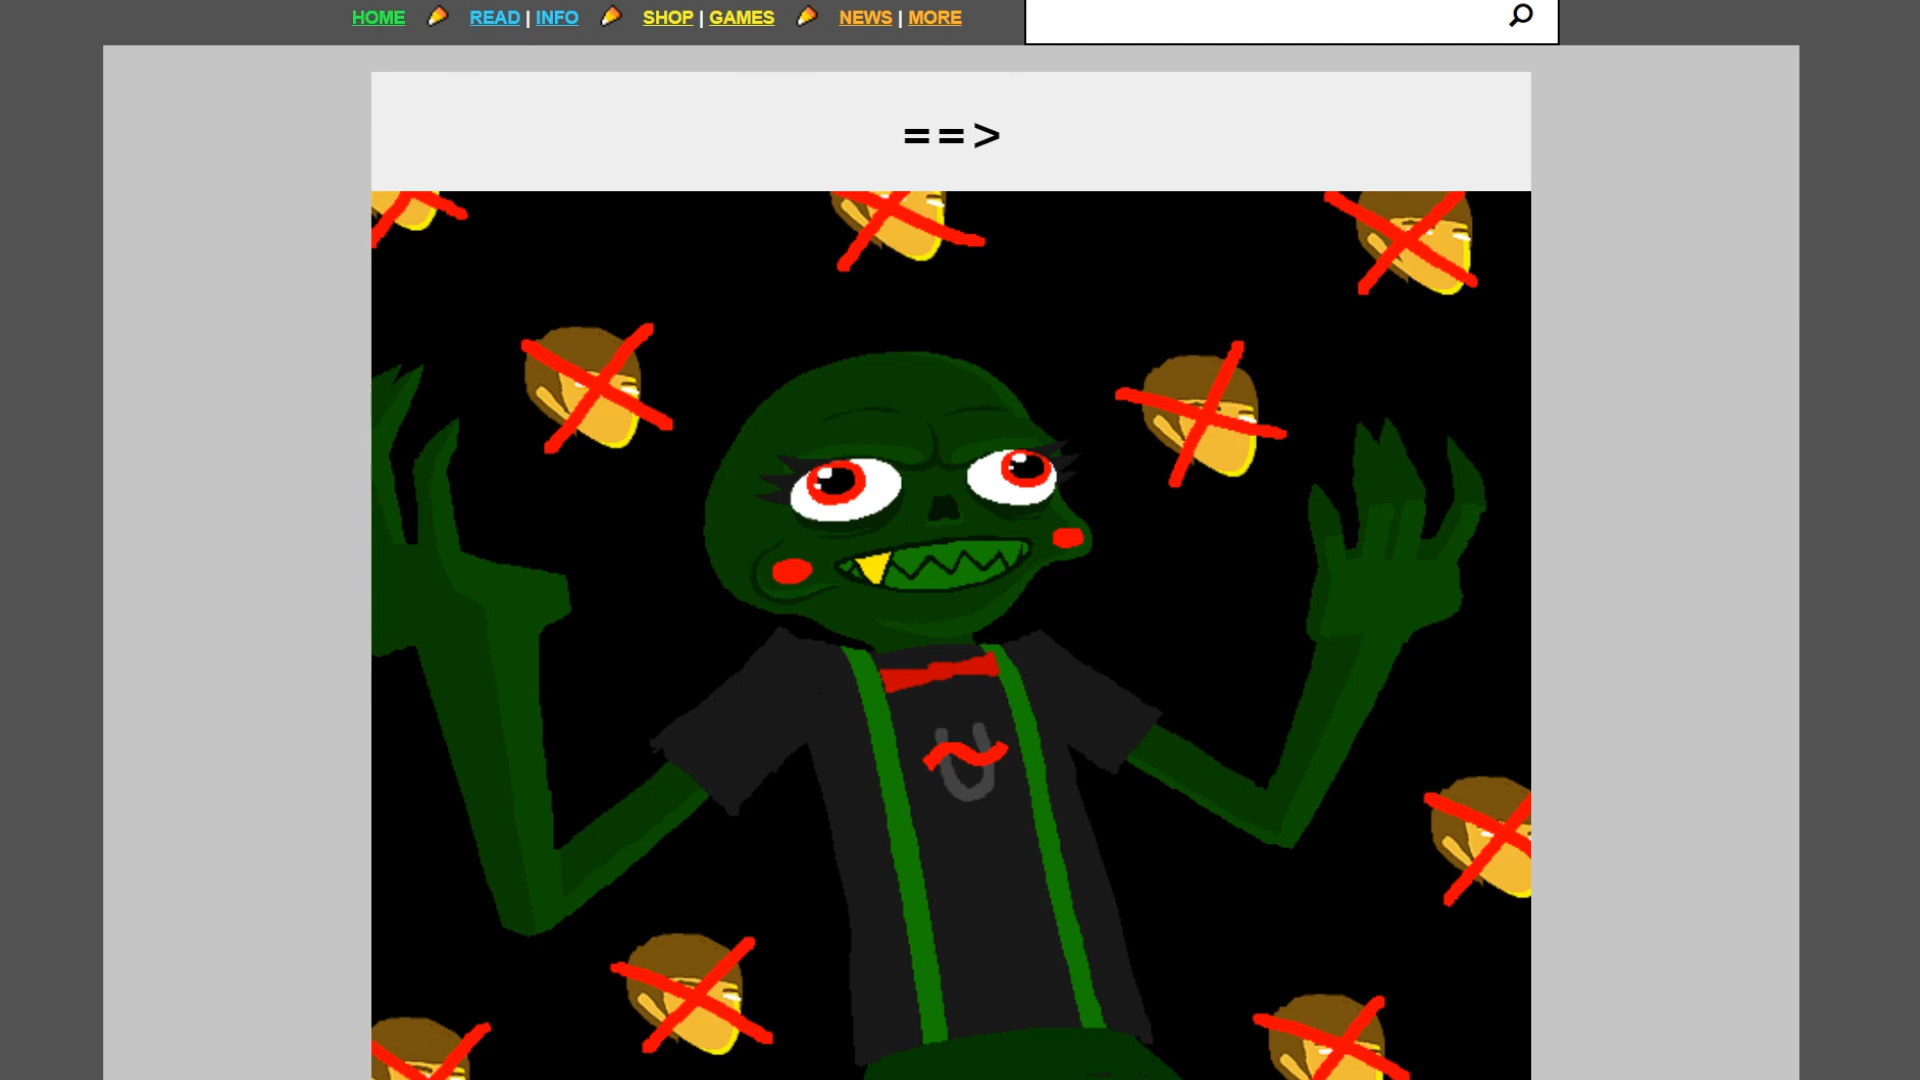 HOME READ | INFO SHOP | GAMES NEWS | MORE
==>